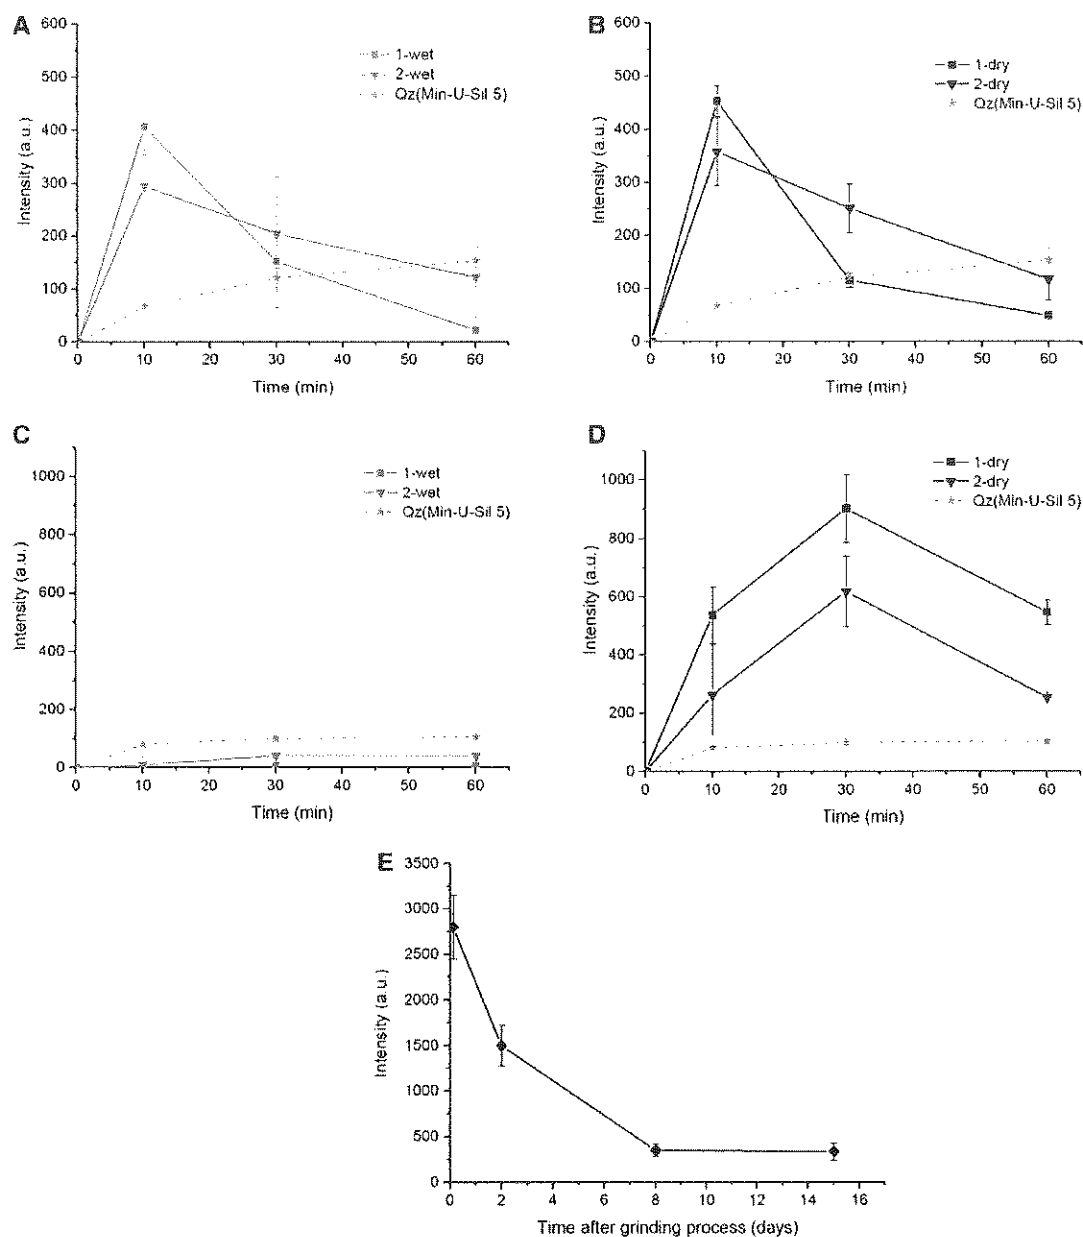 A
600
500
400
300
200
100
0
Intensity (a.u.)
1-wet
2-wet
Qz(Min-U-Sil 5)
0 10 20 30 40 50 60
Time (min)
B
600
500
400
300
200
100
0
Intensity (a.u.)
1-dry
2-dry
Qz(Min-U-Sil 5)
0 10 20 30 40 50 60
Time (min)
C
1000
800
600
400
200
0
Intensity (a.u.)
1-wet
2-wet
Qz(Min-U-Sil 5)
0 10 20 30 40 50 60
Time (min)
D
1000
800
600
400
200
0
Intensity (a.u.)
1-dry
2-dry
Qz(Min-U-Sil 5)
0 10 20 30 40 50 60
Time (min)
E
3500
3000
2500
2000
1500
1000
500
0
Intensity (a.u.)
0 2 4 6 8 10 12 14 16
Time after grinding process (days)